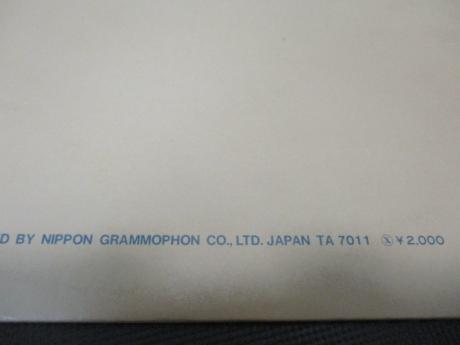 D BY NIPPON GRAMMOPHON CO., LTD. JAPAN TA 7011 Ⓧ ¥2,000